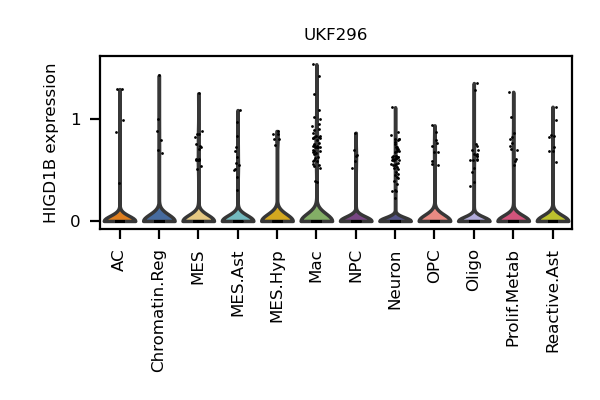 UKF296
HIGD1B expression
1
0
AC
Chromatin.Reg
MES
MES.Ast
MES.Hyp
Mac
NPC
Neuron
OPC
Oligo
Prolif.Metab
Reactive.Ast